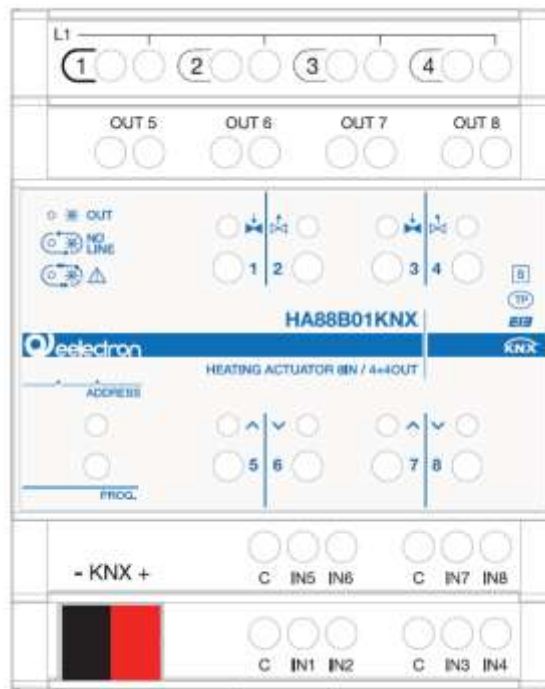 L1
1 2 3 4
OUT 5 OUT 6 OUT 7 OUT 8
OUT
NO
LINE
1 2 3 4
S
TP
EIB
HA88B01KNX
eelectron
KNX
HEATING ACTUATOR 8IN / 4+4OUT
ADDRESS
5 6 7 8
PROG.
- KNX +
C IN5 IN6 C IN7 IN8
C IN1 IN2 C IN3 IN4